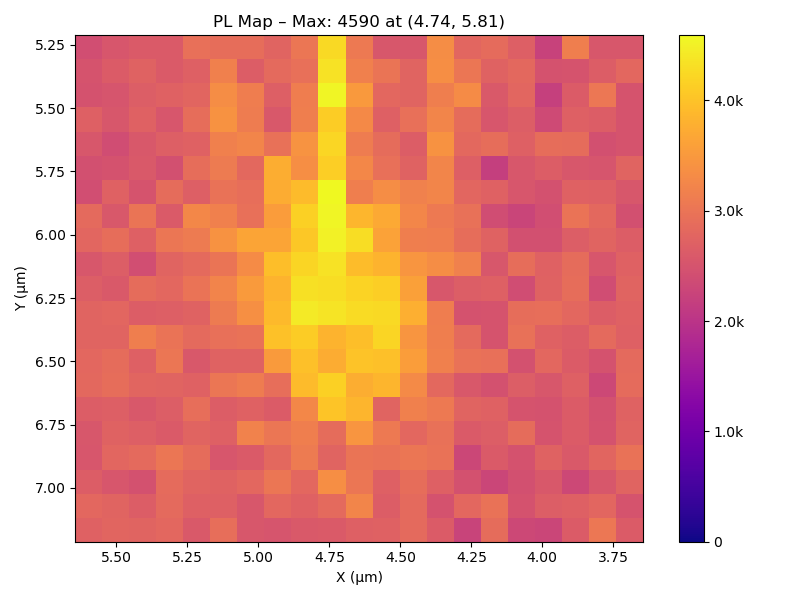 PL Map – Max: 4590 at (4.74, 5.81)
5.25
5.50
5.75
6.00
6.25
6.50
6.75
7.00
Y (μm)
5.50 5.25 5.00 4.75 4.50 4.25 4.00 3.75
X (μm)
4.0k
3.0k
2.0k
1.0k
0